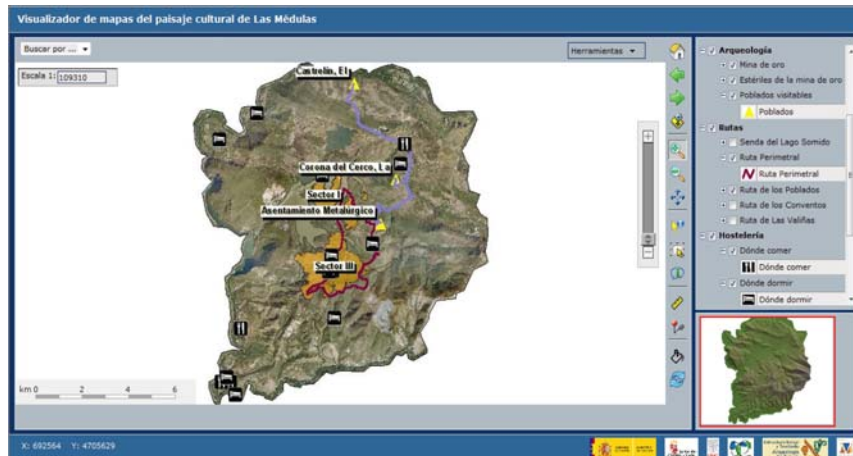 Visualizador de mapas del paisaje cultural de Las Médulas
Buscar por ...
Herramientas
Escala 1: 109310
Castrelín, El
Corona del Cerco, La
Sector I
Asentamiento Metalúrgico
Sector III
km 0 2 4 6
Arqueología
Mina de oro
Estériles de la mina de oro
Poblados visitables
Poblados
Rutas
Senda del Lago Somido
Ruta Perimetral
Ruta Perimetral
Ruta de los Poblados
Ruta de los Conventos
Ruta de Las Valiñas
Hostelería
Dónde comer
Dónde comer
Dónde dormir
Dónde dormir
X: 692564 Y: 4705629